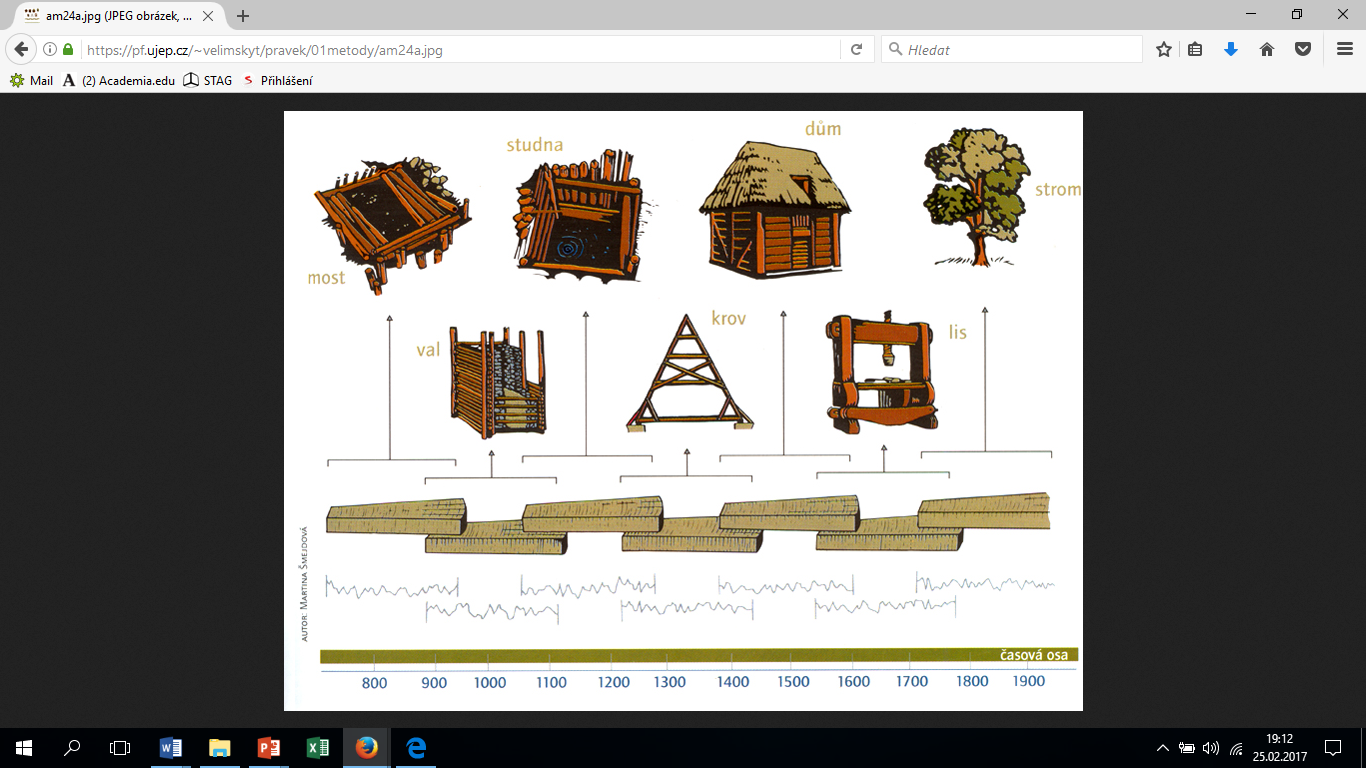 am24a.jpg (JPEG obrázek, ...
https://pf.ujep.cz/~velimskyt/pravek/01metody/am24a.jpg
Hledat
Mail
(2) Academia.edu
STAG
Přihlášení
dům
studna
strom
most
krov
lis
val
AUTOR: MARTINA ŠMEJDOVÁ
časová osa
800 900 1000 1100 1200 1300 1400 1500 1600 1700 1800 1900
19:12
25.02.2017